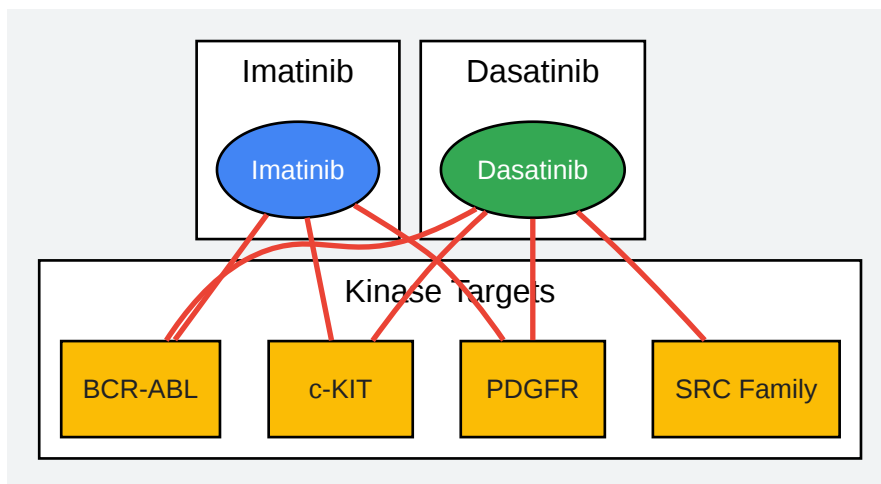 Imatinib
Dasatinib
Imatinib
Dasatinib
Kinase Targets
BCR-ABL
c-KIT
PDGFR
SRC Family